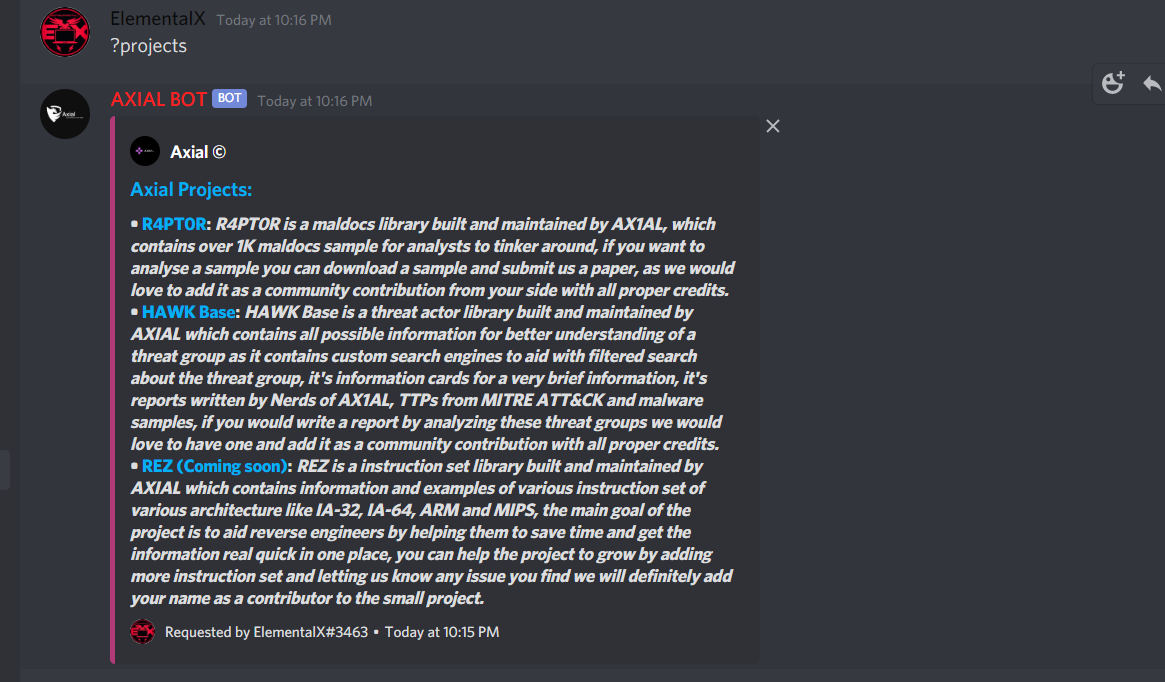 ElementalX Today at 10:16 PM
?projects
AXIAL BOT BOT Today at 10:16 PM
Axial
Axial ©
Axial Projects:
• R4PT0R: R4PT0R is a maldocs library built and maintained by AX1AL, which
contains over 1K maldocs sample for analysts to tinker around, if you want to
analyse a sample you can download a sample and submit us a paper, as we would
love to add it as a community contribution from your side with all proper credits.
• HAWK Base: HAWK Base is a threat actor library built and maintained by
AXIAL which contains all possible information for better understanding of a
threat group as it contains custom search engines to aid with filtered search
about the threat group, it's information cards for a very brief information, it's
reports written by Nerds of AX1AL, TTPs from MITRE ATT&CK and malware
samples, if you would write a report by analyzing these threat groups we would
love to have one and add it as a community contribution with all proper credits.
• REZ (Coming soon): REZ is a instruction set library built and maintained by
AXIAL which contains information and examples of various instruction set of
various architecture like IA-32, IA-64, ARM and MIPS, the main goal of the
project is to aid reverse engineers by helping them to save time and get the
information real quick in one place, you can help the project to grow by adding
more instruction set and letting us know any issue you find we will definitely add
your name as a contributor to the small project.
Requested by ElementalX#3463 • Today at 10:15 PM